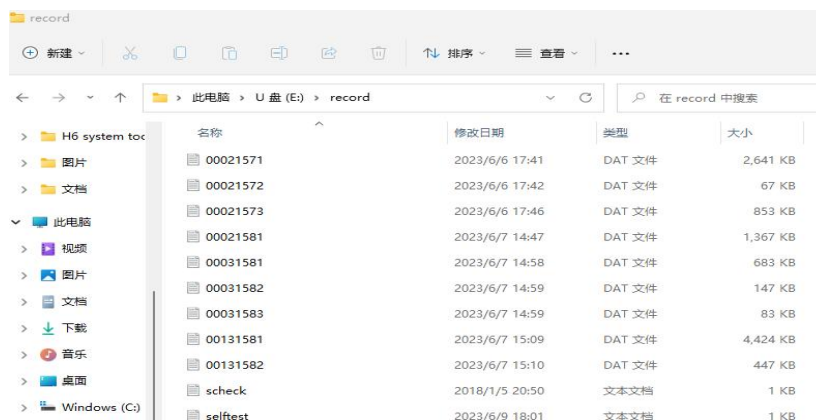 record
新建
排序
查看
此电脑 > U 盘 (E:) > record
在 record 中搜索
H6 system too
图片
文档
此电脑
视频
图片
文档
下载
音乐
桌面
Windows (C:)
名称 修改日期 类型 大小
00021571 2023/6/6 17:41 DAT 文件 2,641 KB
00021572 2023/6/6 17:42 DAT 文件 67 KB
00021573 2023/6/6 17:46 DAT 文件 853 KB
00021581 2023/6/7 14:47 DAT 文件 1,367 KB
00031581 2023/6/7 14:58 DAT 文件 683 KB
00031582 2023/6/7 14:59 DAT 文件 147 KB
00031583 2023/6/7 14:59 DAT 文件 83 KB
00131581 2023/6/7 15:09 DAT 文件 4,424 KB
00131582 2023/6/7 15:10 DAT 文件 447 KB
scheck 2018/1/5 20:50 文本文档 1 KB
selftest 2023/6/9 18:01 文本文档 1 KB